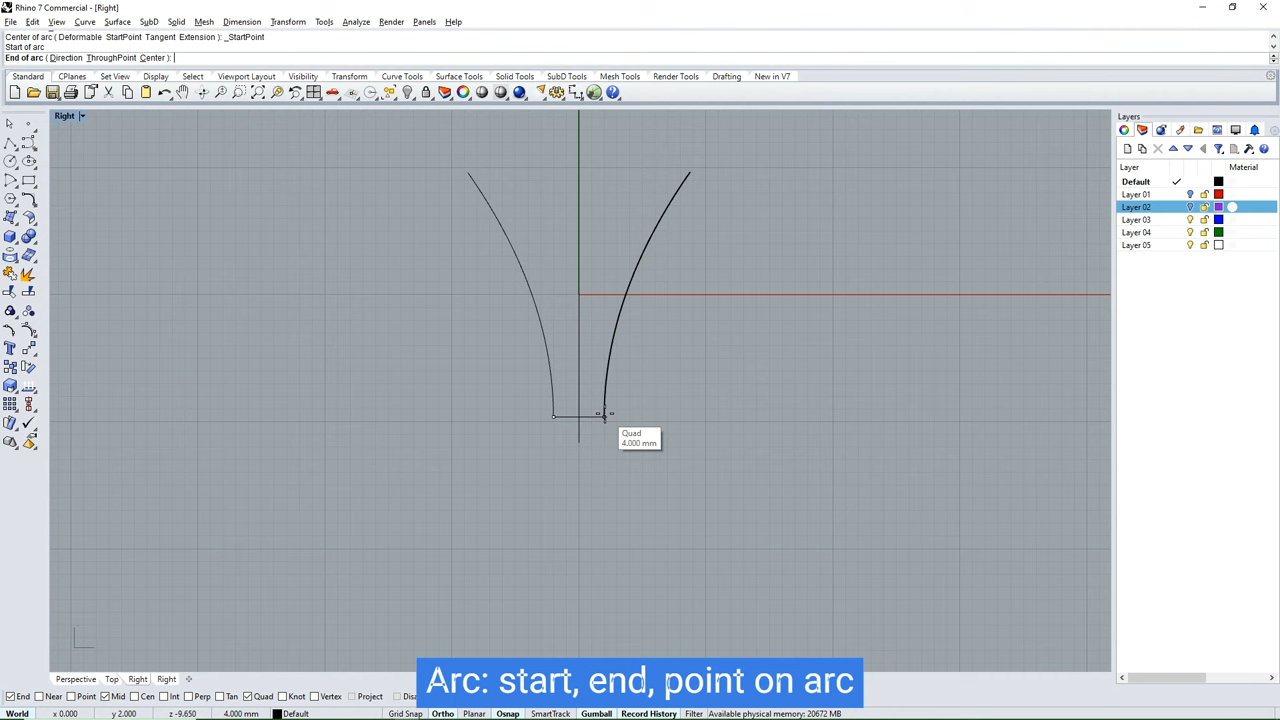 Rhino 7 Commercial - [Right]
File Edit View Curve Surface SubD Solid Mesh Dimension Transform Tools Analyze Render Panels Help
Center of arc ( Deformable StartPoint Tangent Extension ): _StartPoint
Start of arc
End of arc ( Direction ThroughPoint Center ):
Standard CPlanes Set View Display Select Viewport Layout Visibility Transform Curve Tools Surface Tools Solid Tools SubD Tools Mesh Tools Render Tools Drafting New in V7
Right
Layers
Layer Material
Default
Layer 01
Layer 02
Layer 03
Layer 04
Layer 05
Quad
4.000 mm
Arc: start, end, point on arc
Perspective Top Right Right
End Near Point Mid Cen Int Perp Tan Quad Knot Vertex Project
World x 0.000 y 2.000 z -9.650 4.000 mm Default Grid Snap Ortho Planar Osnap SmartTrack Gumball Record History Filter Available physical memory: 20672 MB